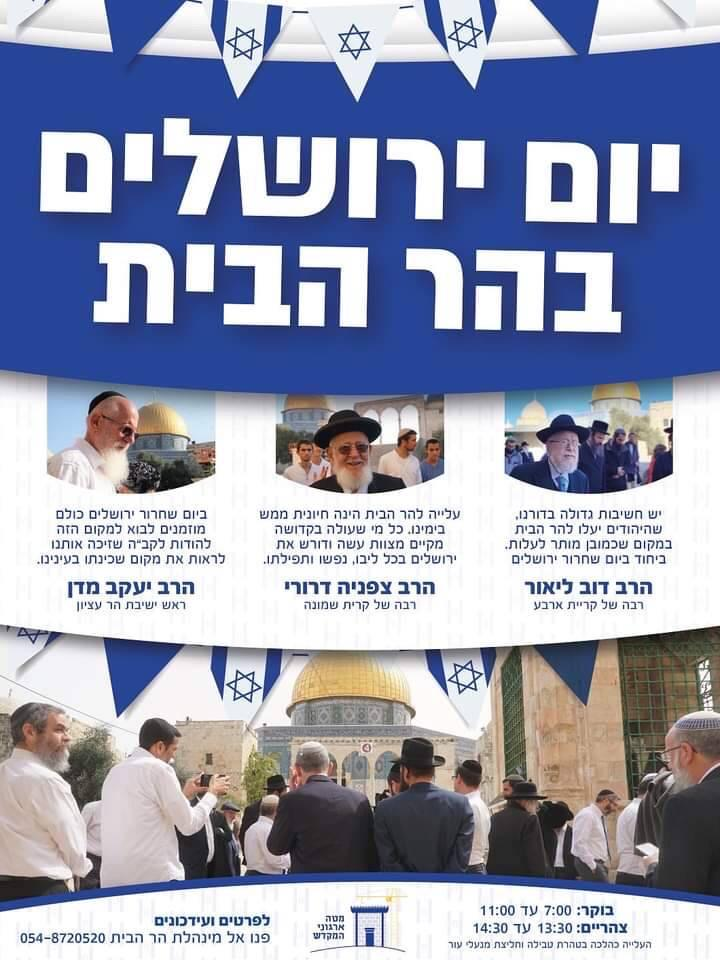 יום ירושלים
בהר הבית
יש חשיבות גדולה בדורנו,
שהיהודים יעלו להר הבית
במקום שכמובן מותר לעלות.
ביחוד ביום שחרור ירושלים
הרב דוב ליאור
רבה של קריית ארבע
עלייה להר הבית הינה חיונית ממש
בימינו. כל מי שעולה בקדושה
מקיים מצוות עשה ודורש את
ירושלים בכל ליבו, נפשו ותפילתו.
הרב צפניה דרורי
רבה של קרית שמונה
ביום שחרור ירושלים כולם
מוזמנים לבוא למקום הזה
להודות לקב"ה שזיכה אותנו
לראות את מקום שכינתו בעינינו.
הרב יעקב מדן
ראש ישיבת הר עציון
4
בוקר: 7:00 עד 11:00
צהריים: 13:30 עד 14:30
העלייה כהלכה בטהרת טבילה וחליצת מנעלי עור
מטה
ארגוני
המקדש
לפרטים ועידכונים
פנו אל מינהלת הר הבית 054-8720520